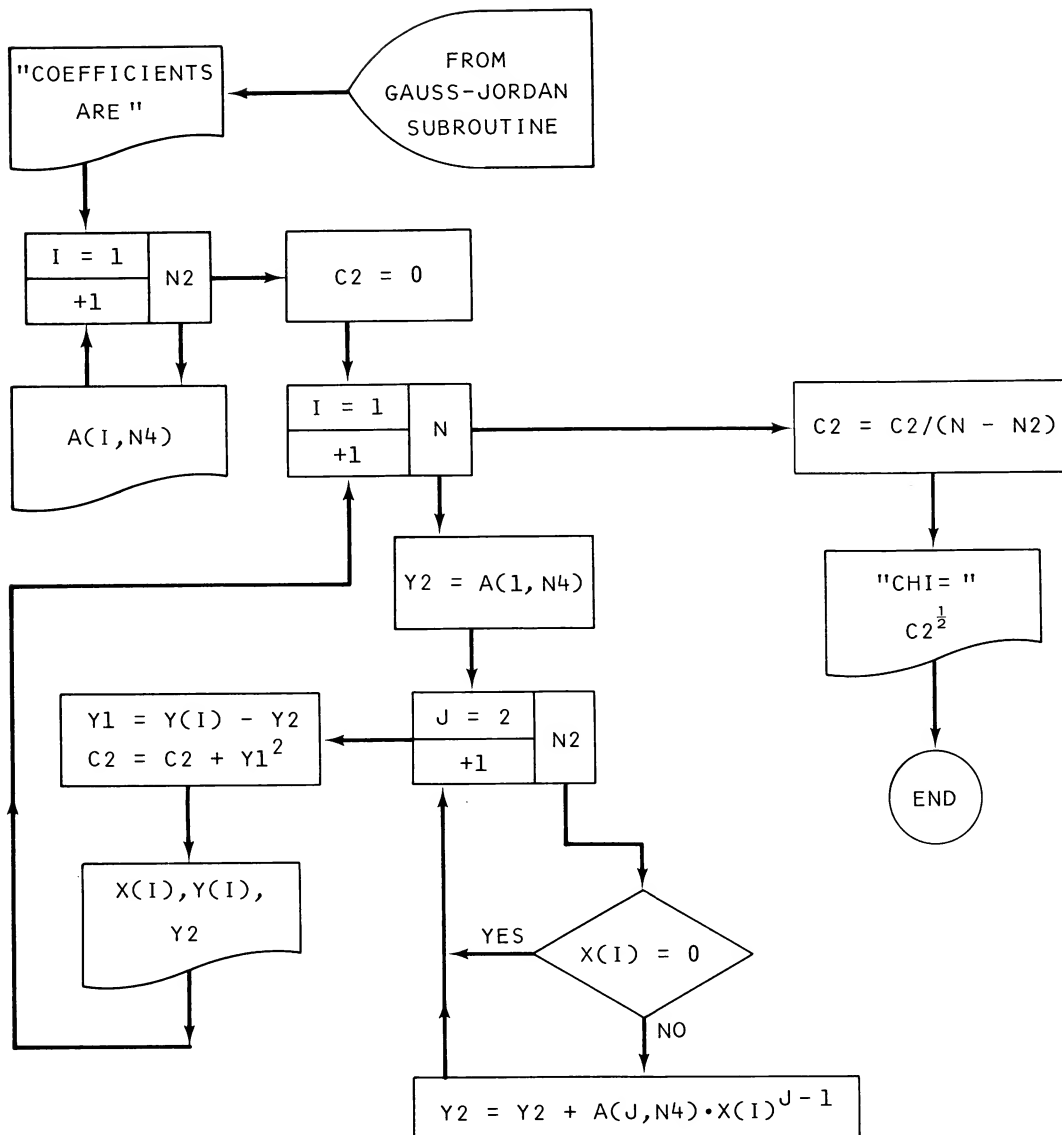 "COEFFICIENTS
ARE "
FROM
GAUSS-JORDAN
SUBROUTINE
I = 1
+1
N2
C2 = 0
A(I,N4)
I = 1
+1
N
C2 = C2/(N - N2)
Y2 = A(1,N4)
"CHI= "
C2^½
Y1 = Y(I) - Y2
C2 = C2 + Y1²
J = 2
+1
N2
END
X(I),Y(I),
Y2
YES
X(I) = 0
NO
Y2 = Y2 + A(J,N4)·X(I)^J-1